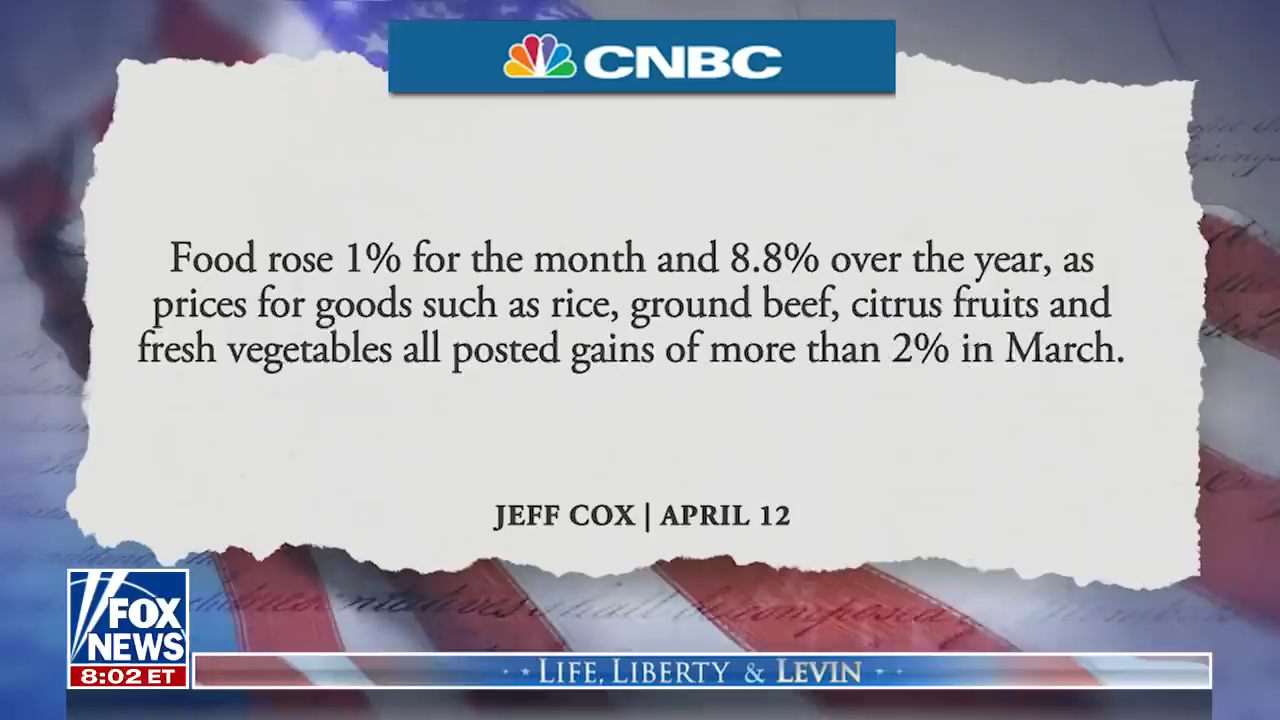 CNBC
Food rose 1% for the month and 8.8% over the year, as
prices for goods such as rice, ground beef, citrus fruits and
fresh vegetables all posted gains of more than 2% in March.
JEFF COX | APRIL 12
FOX
NEWS
8:02 ET
LIFE, LIBERTY & LEVIN